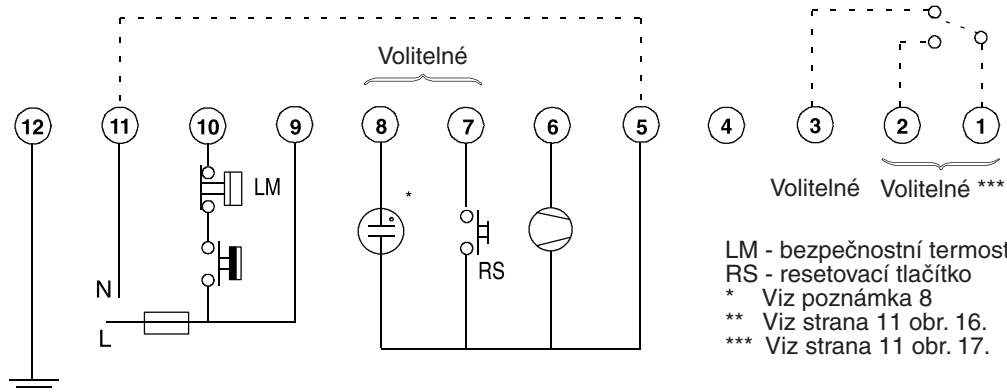 Volitelné
12 11 10 9 8 7 6 5 4 3 2 1
LM
*
Volitelné Volitelné ***
RS
N
L
LM - bezpečnostní termost
RS - resetovací tlačítko
* Viz poznámka 8
** Viz strana 11 obr. 16.
*** Viz strana 11 obr. 17.